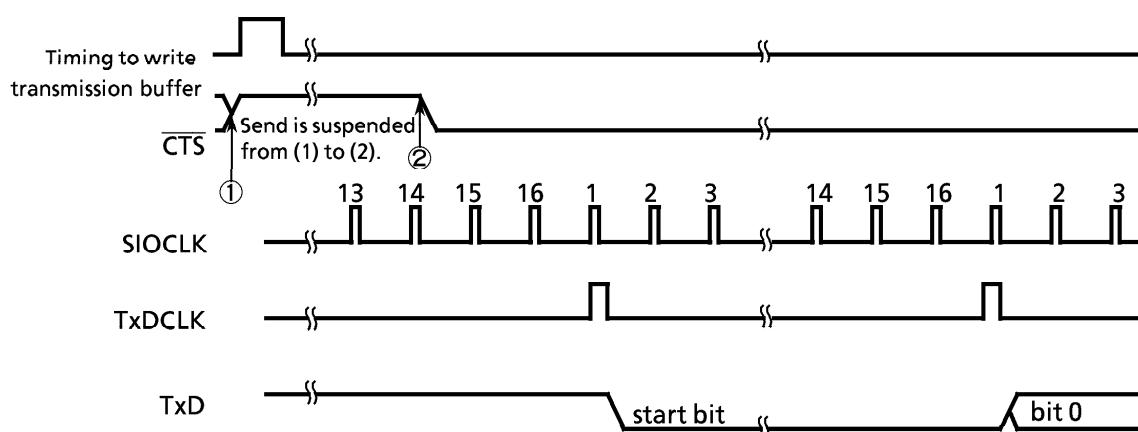 Timing to write
transmission buffer
CTS
Send is suspended
from (1) to (2).
①
②
13 14 15 16 1 2 3 14 15 16 1 2 3
SIOCLK
TxDCLK
TxD
start bit
bit 0